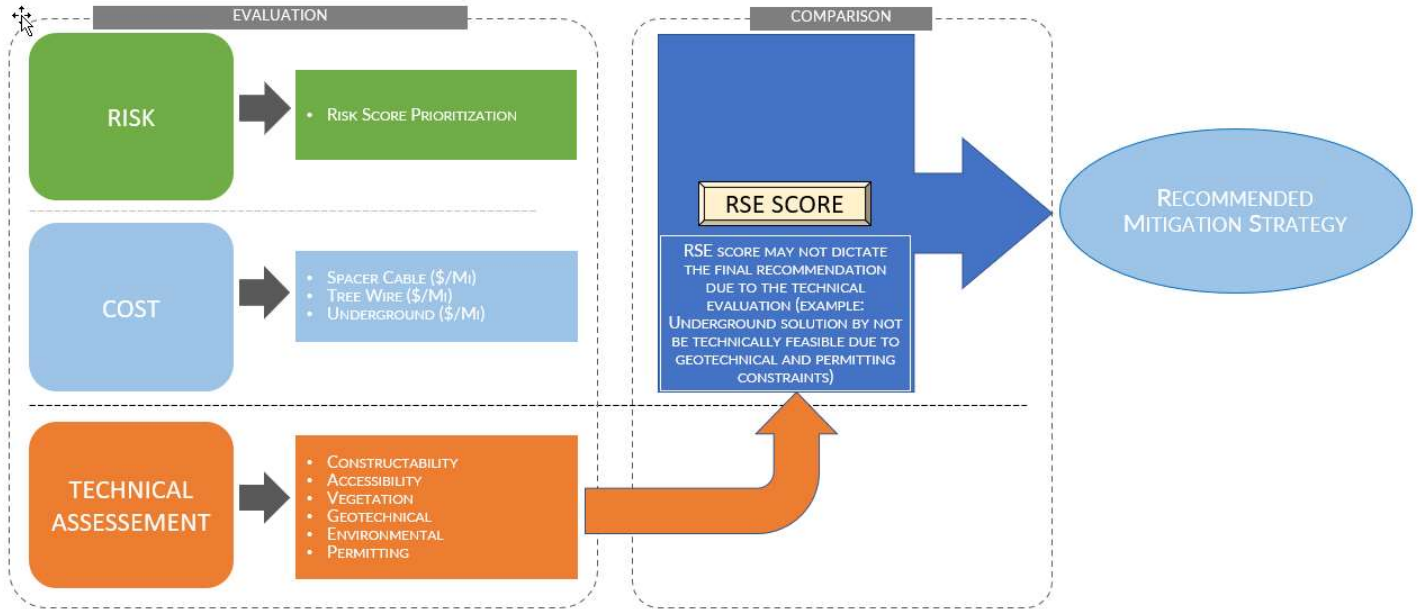 EVALUATION
COMPARISON
RISK
• RISK SCORE PRIORITIZATION
COST
• SPACER CABLE ($/MI)
• TREE WIRE ($/MI)
• UNDERGROUND ($/MI)
TECHNICAL
ASSESSEMENT
• CONSTRUCTABILITY
• ACCESSIBILITY
• VEGETATION
• GEOTECHNICAL
• ENVIRONMENTAL
• PERMITTING
RSE SCORE
RSE SCORE MAY NOT DICTATE
THE FINAL RECOMMENDATION
DUE TO THE TECHNICAL
EVALUATION (EXAMPLE:
UNDERGROUND SOLUTION BY NOT
BE TECHNICALLY FEASIBLE DUE TO
GEOTECHNICAL AND PERMITTING
CONSTRAINTS)
RECOMMENDED
MITIGATION STRATEGY